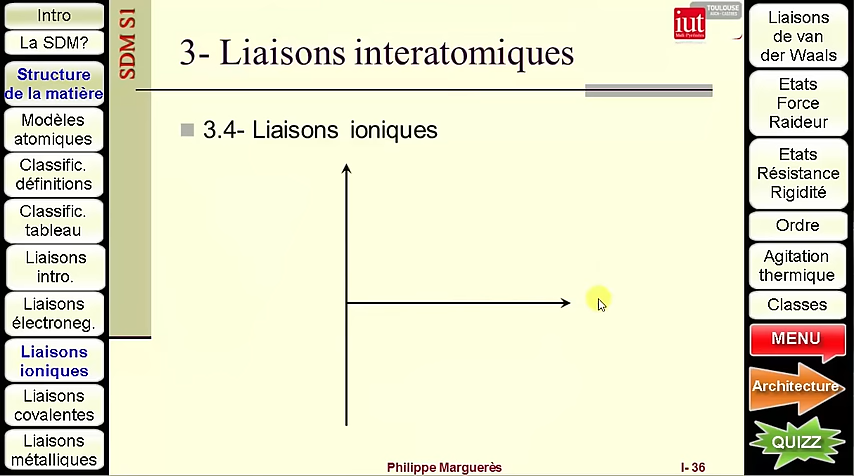 Intro
La SDM?
Structure
de la matière
Modèles
atomiques
Classific.
définitions
Classific.
tableau
Liaisons
intro.
Liaisons
électroneg.
Liaisons
ioniques
Liaisons
covalentes
Liaisons
métalliques
SDM S1
3- Liaisons interatomiques
iut
TOULOUSE
3.4- Liaisons ioniques
Philippe Marguerès
I- 36
Liaisons
de van
der Waals
Etats
Force
Raideur
Etats
Résistance
Rigidité
Ordre
Agitation
thermique
Classes
MENU
Architecture
QUIZZ